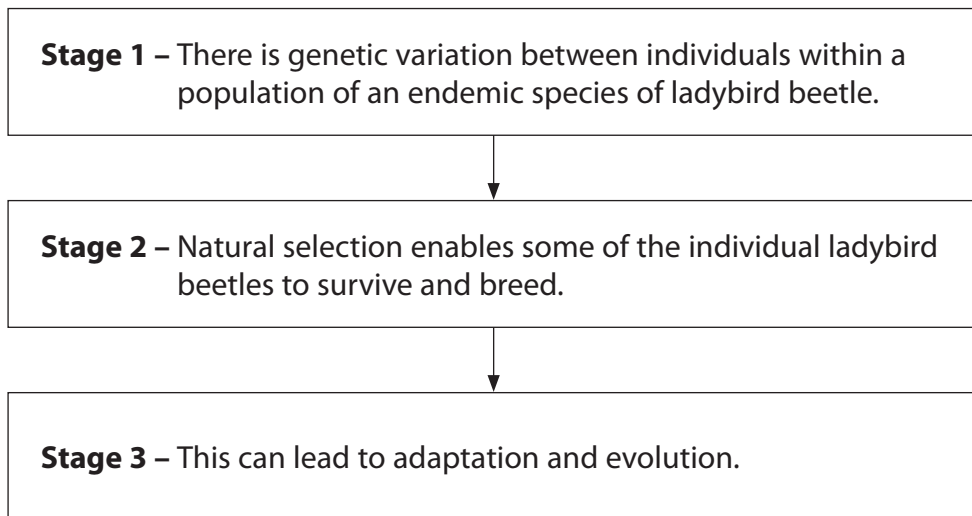 Stage 1 – There is genetic variation between individuals within a
population of an endemic species of ladybird beetle.
Stage 2 – Natural selection enables some of the individual ladybird
beetles to survive and breed.
Stage 3 – This can lead to adaptation and evolution.